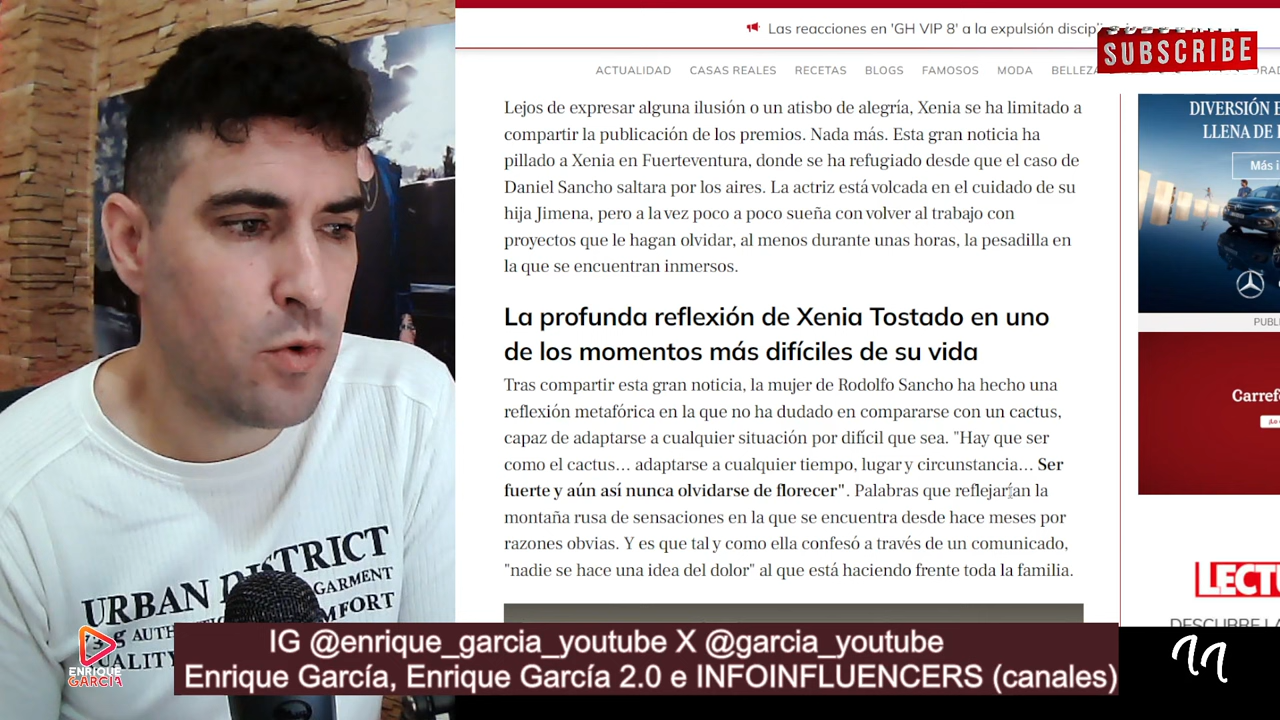 Las reacciones en 'GH VIP 8' a la expulsión
SUBSCRIBE
ACTUALIDAD CASAS REALES RECETAS BLOGS FAMOSOS MODA BELLEZA
Lejos de expresar alguna ilusión o un atisbo de alegría, Xenia se ha limitado a
compartir la publicación de los premios. Nada más. Esta gran noticia ha
pillado a Xenia en Fuerteventura, donde se ha refugiado desde que el caso de
Daniel Sancho saltara por los aires. La actriz está volcada en el cuidado de su
hija Jimena, pero a la vez poco a poco sueña con volver al trabajo con
proyectos que le hagan olvidar, al menos durante unas horas, la pesadilla en
la que se encuentran inmersos.
La profunda reflexión de Xenia Tostado en uno
de los momentos más difíciles de su vida
Tras compartir esta gran noticia, la mujer de Rodolfo Sancho ha hecho una
reflexión metafórica en la que no ha dudado en compararse con un cactus,
capaz de adaptarse a cualquier situación por difícil que sea. "Hay que ser
como el cactus... adaptarse a cualquier tiempo, lugar y circunstancia... Ser
fuerte y aún así nunca olvidarse de florecer". Palabras que reflejarían la
montaña rusa de sensaciones en la que se encuentra desde hace meses por
razones obvias. Y es que tal y como ella confesó a través de un comunicado,
"nadie se hace una idea del dolor" al que está haciendo frente toda la familia.
DIVERSIÓN
LLENA DE
Más
PUBL
Carref
LECTU
DESCUBRE
URBAN DISTRICT
GARMENT
MFORT
QUALITY
ENRIQUE
GARCÍA
IG @enrique_garcia_youtube X @garcia_youtube
Enrique García, Enrique García 2.0 e INFOINFLUENCERS (canales)